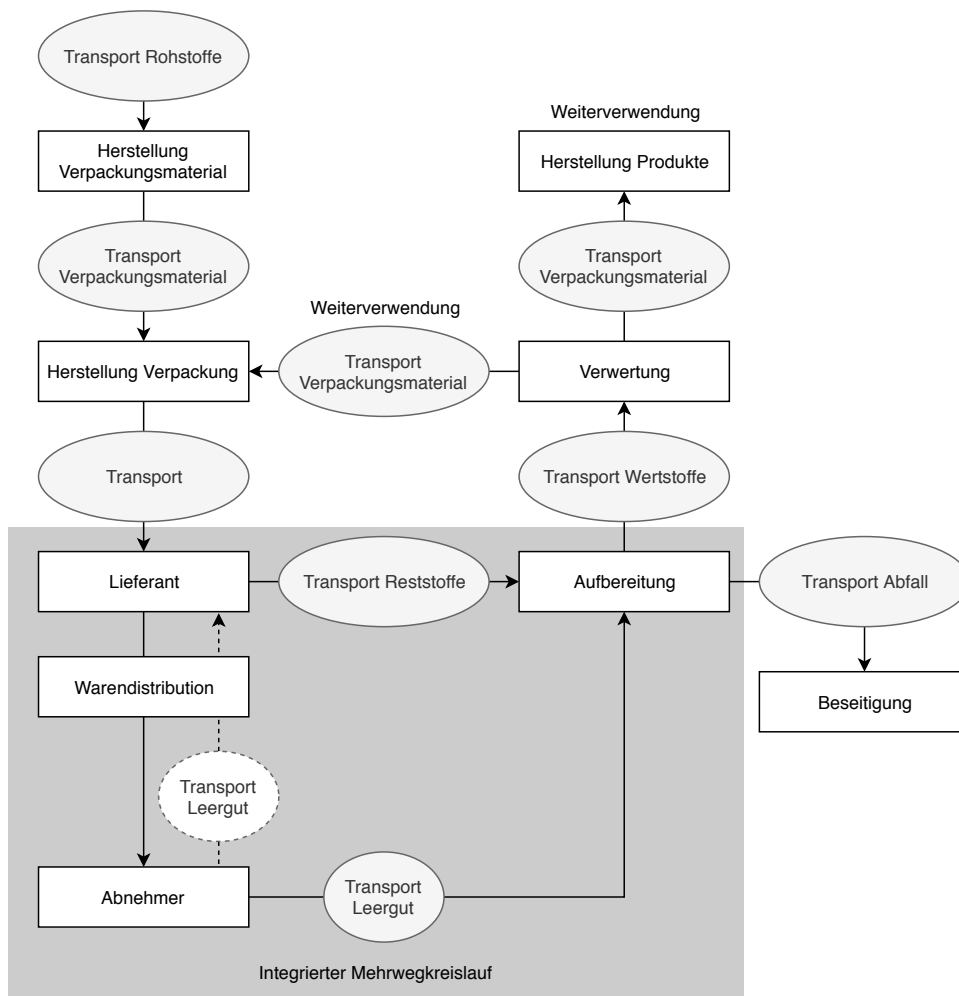 Transport Rohstoffe
Weiterverwendung
Herstellung
Verpackungsmaterial
Herstellung Produkte
Transport
Verpackungsmaterial
Transport
Verpackungsmaterial
Weiterverwendung
Herstellung Verpackung
Transport
Verpackungsmaterial
Verwertung
Transport
Transport Wertstoffe
Lieferant
Transport Reststoffe
Aufbereitung
Transport Abfall
Warendistribution
Beseitigung
Transport
Leergut
Abnehmer
Transport
Leergut
Integrierter Mehrwegkreislauf